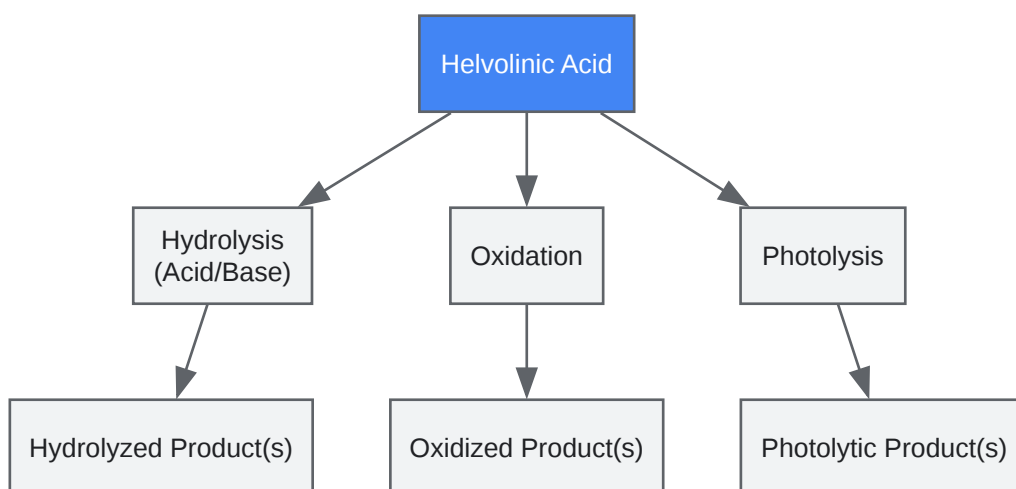 Helvolinic Acid
Hydrolysis
(Acid/Base)
Oxidation
Photolysis
Hydrolyzed Product(s)
Oxidized Product(s)
Photolytic Product(s)